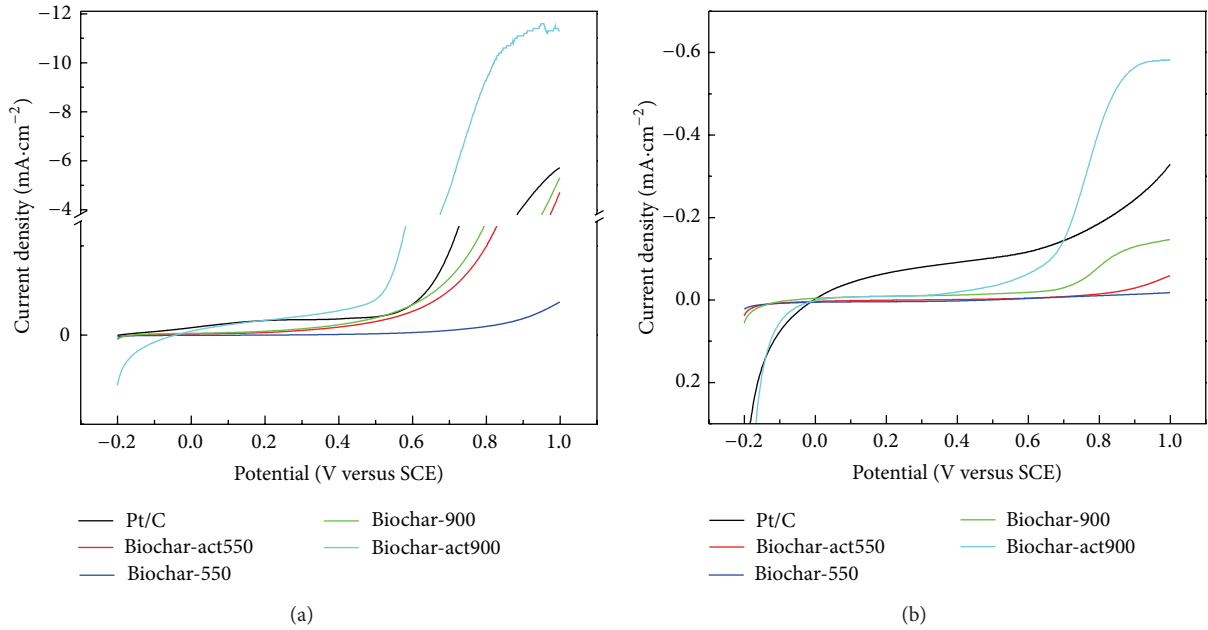 −12
−10
−8
−6
−4
0
Current density (mA·cm−2)
−0.2 0.0 0.2 0.4 0.6 0.8 1.0
Potential (V versus SCE)
Pt/C
Biochar-act550
Biochar-550
Biochar-900
Biochar-act900
(a)
−0.6
−0.4
−0.2
0.0
0.2
Current density (mA·cm−2)
−0.2 0.0 0.2 0.4 0.6 0.8 1.0
Potential (V versus SCE)
Pt/C
Biochar-act550
Biochar-550
Biochar-900
Biochar-act900
(b)